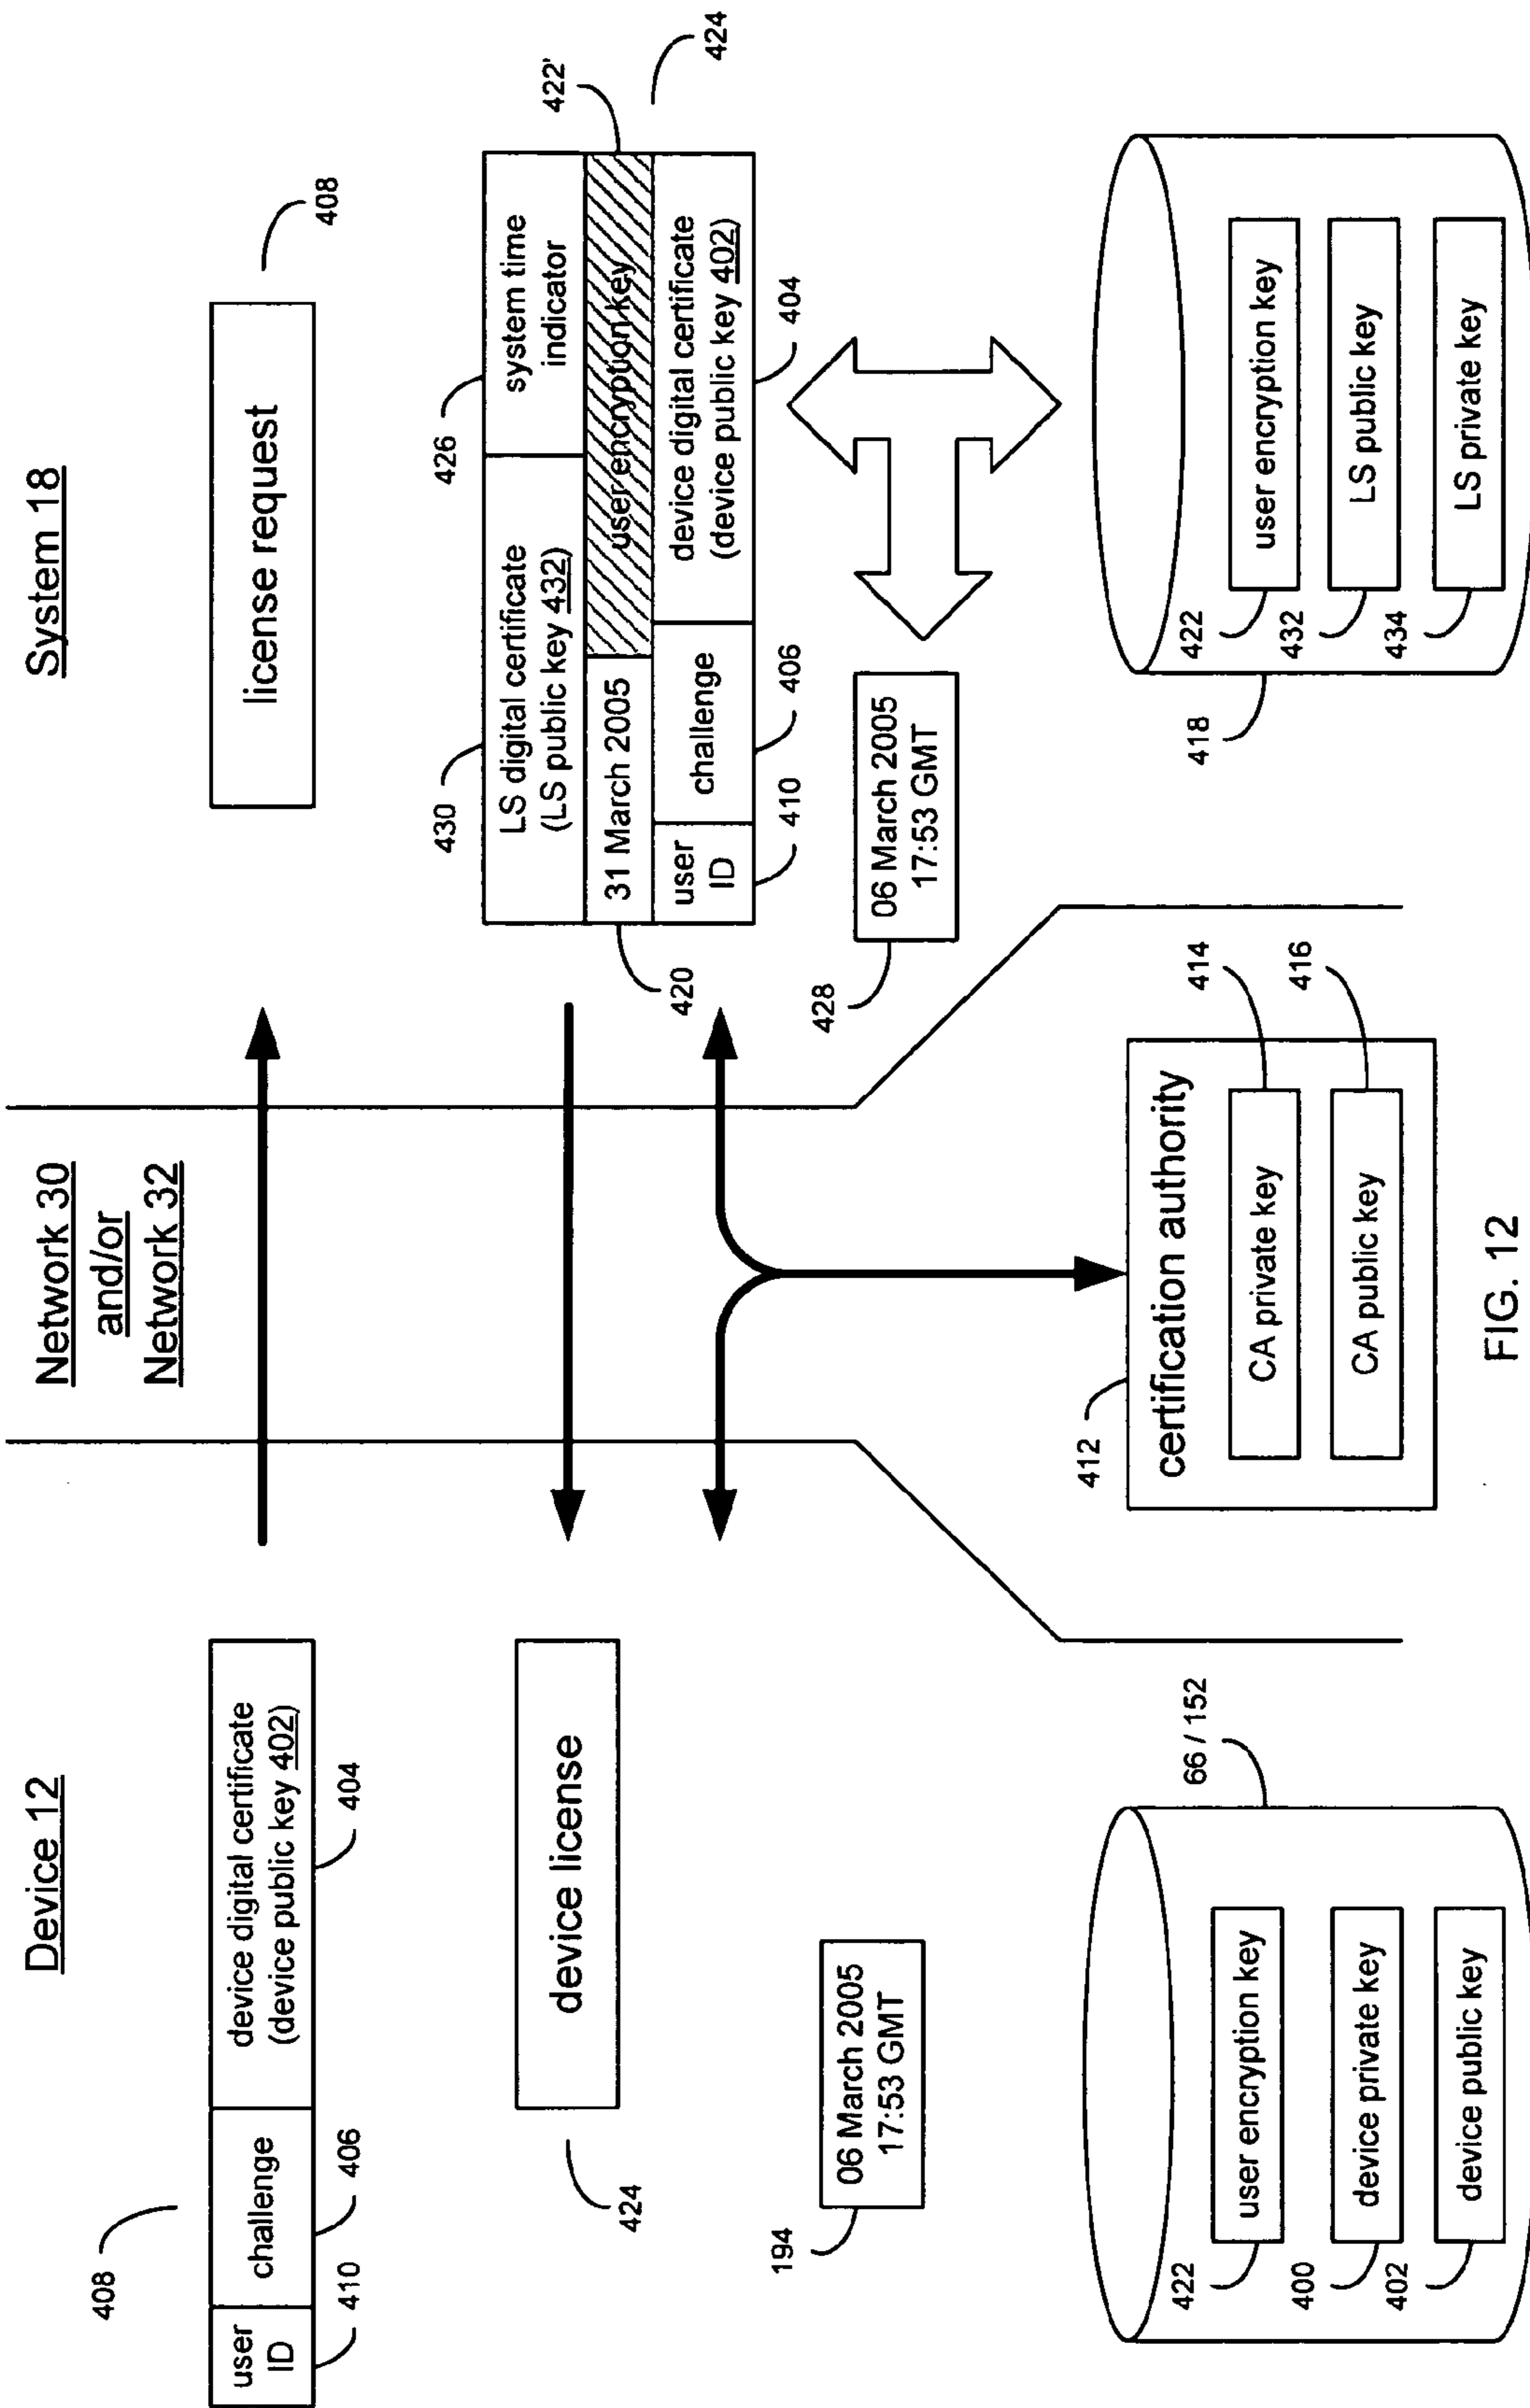 Device 12
Network 30
and/or
Network 32
System 18
408
user
ID
challenge
device digital certificate
(device public key 402)
410
406
404
license request
408
device license
424
430
426
LS digital certificate
(LS public key 432)
system time
indicator
422'
31 March 2005
user encryption key
424
user
ID
challenge
device digital certificate
(device public key 402)
420
410
406
404
194
06 March 2005
17:53 GMT
428
06 March 2005
17:53 GMT
66 / 152
422
user encryption key
400
device private key
402
device public key
412
certification authority
CA private key
414
CA public key
416
418
422
user encryption key
432
LS public key
434
LS private key
FIG. 12